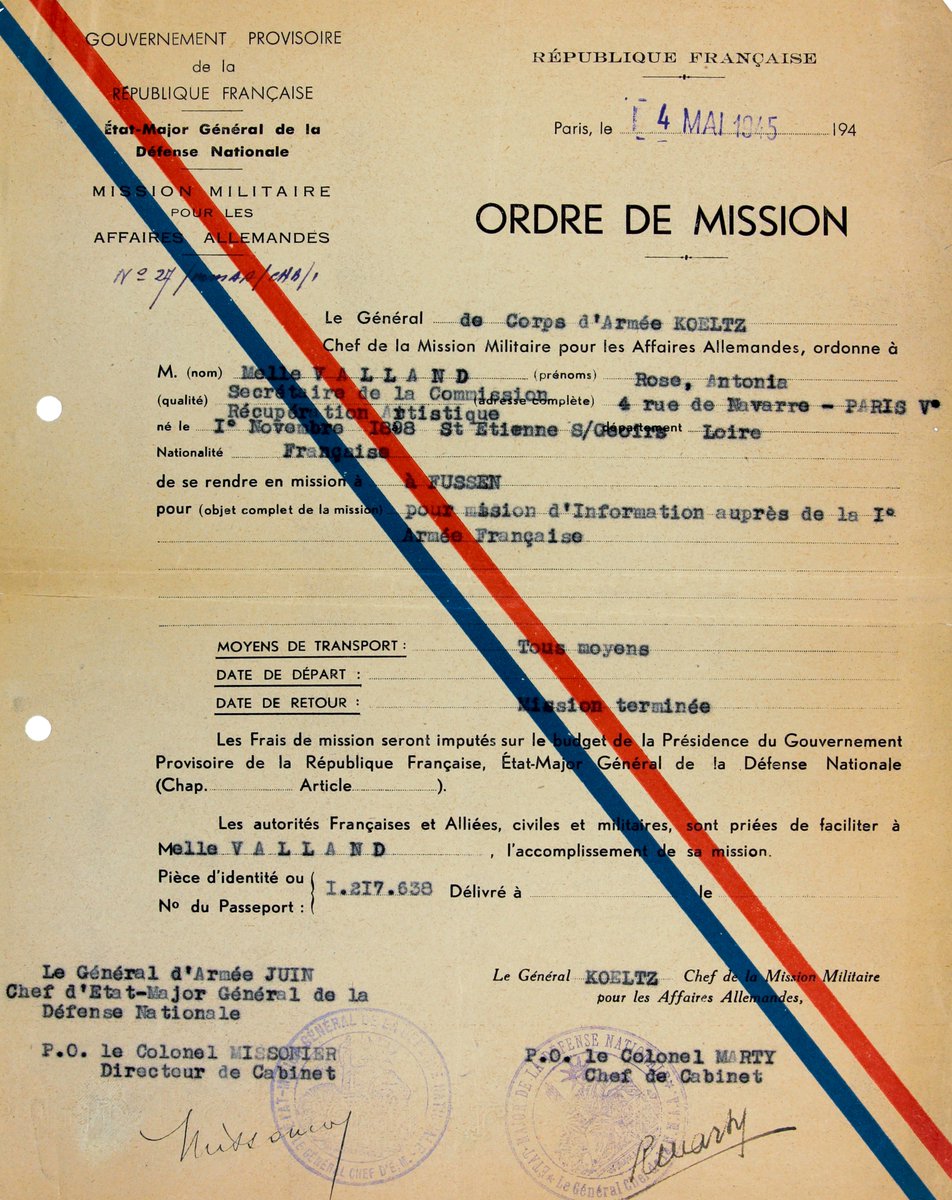 GOUVERNEMENT PROVISOIRE
de la
RÉPUBLIQUE FRANÇAISE
État-Major Général de la
Défense Nationale
MISSION MILITAIRE
POUR LES
AFFAIRES ALLEMANDES
Nº 27/
RÉPUBLIQUE FRANÇAISE
Paris, le 4 MAI 1945 194
ORDRE DE MISSION
Le Général de Corps d'Armée KOELTZ
Chef de la Mission Militaire pour les Affaires Allemandes, ordonne à
M. (nom) Melle VALLAND (prénoms) Rose, Antonia
(qualité) Secrétaire de la Commission Récupération Artistique (adresse complète) 4 rue de Navarre - PARIS Vº
né le Iº Novembre 1898 St Etienne S/Geoirs département Loire
Nationalité Française
de se rendre en mission à À FUSSEN
pour (objet complet de la mission) pour mission d'Information auprès de la Iº
Armée Française
MOYENS DE TRANSPORT : Tous moyens
DATE DE DÉPART :
DATE DE RETOUR : Mission terminée
Les Frais de mission seront imputés sur le budget de la Présidence du Gouvernement
Provisoire de la République Française, État-Major Général de la Défense Nationale
(Chap. Article ).
Les autorités Françaises et Alliées, civiles et militaires, sont priées de faciliter à
Melle VALLAND , l'accomplissement de sa mission.
Pièce d'identité ou
Nº du Passeport : I.217.638 Délivré à le
Le Général d'Armée JUIN
Chef d'Etat-Major Général de la
Défense Nationale
P.O. le Colonel MISSONIER
Directeur de Cabinet
Missonier
Le Général KOELTZ Chef de la Mission Militaire
pour les Affaires Allemandes,
P.O. le Colonel MARTY
Chef de Cabinet
Marty